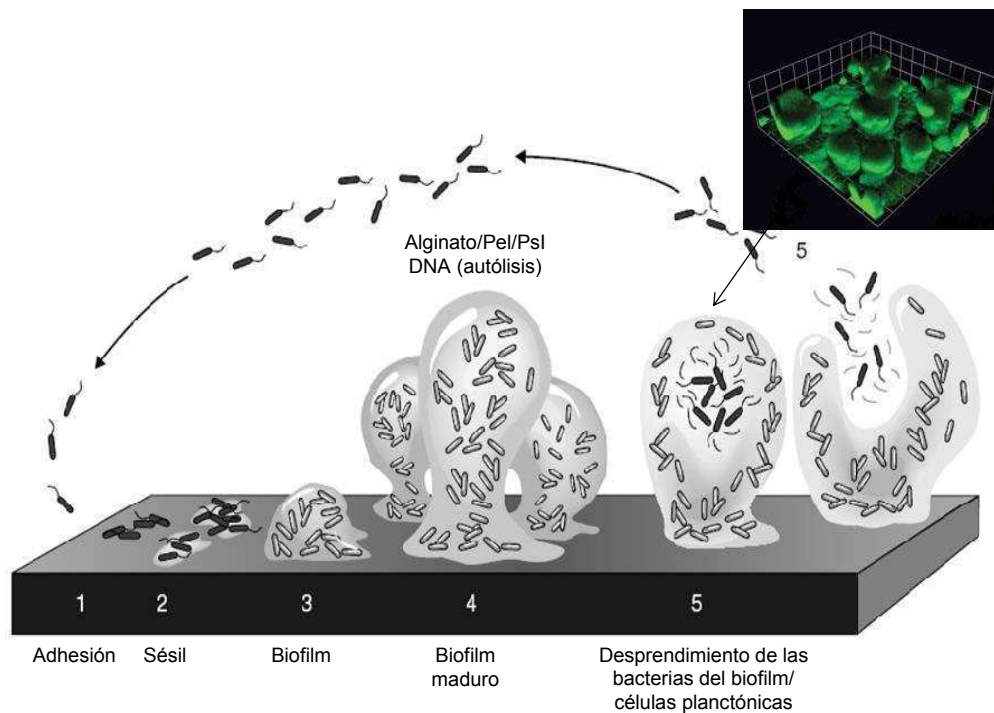 Alginato/Pel/Psl
DNA (autólisis)
5
1 2 3 4 5
Adhesión Sésil Biofilm Biofilm maduro Desprendimiento de las
bacterias del biofilm/
células planctónicas